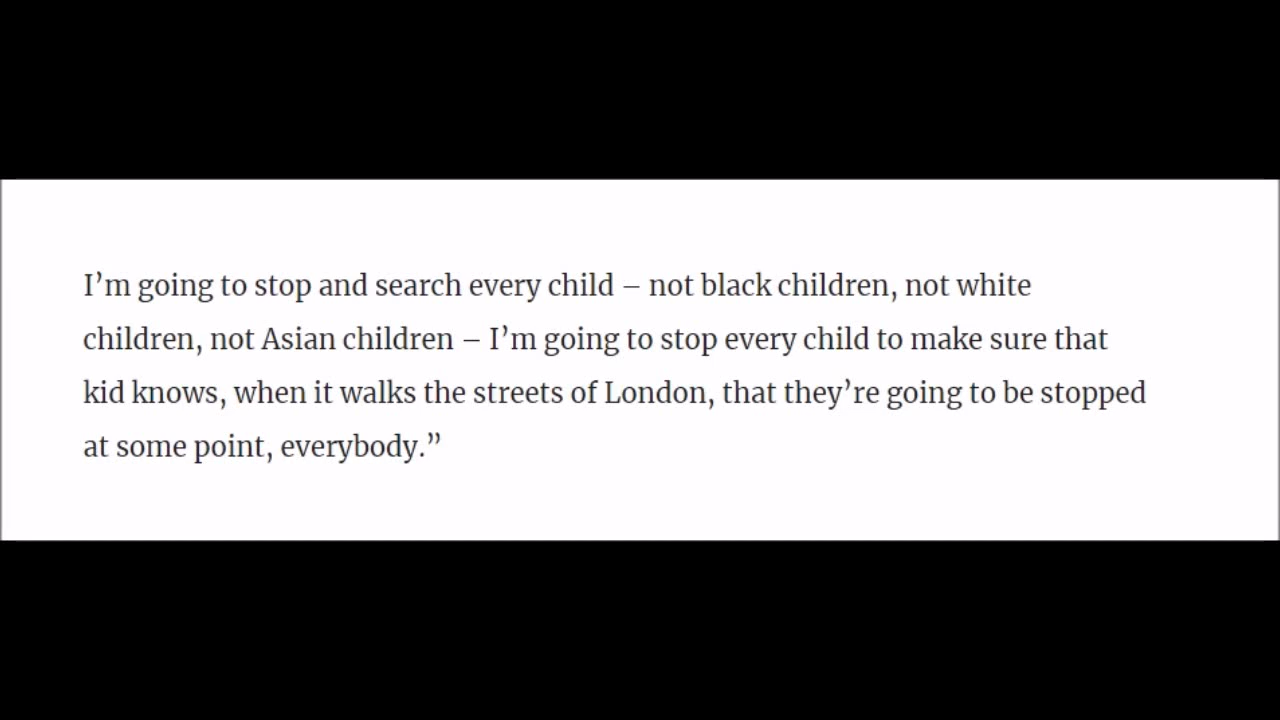 I’m going to stop and search every child – not black children, not white
children, not Asian children – I’m going to stop every child to make sure that
kid knows, when it walks the streets of London, that they’re going to be stopped
at some point, everybody.”